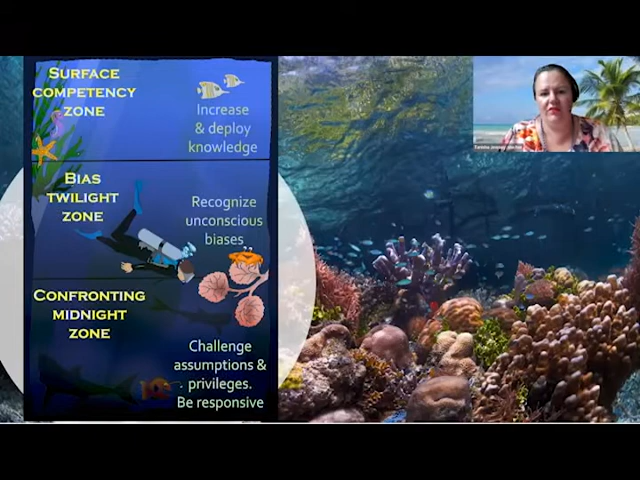 SURFACE
COMPETENCY
ZONE
Increase
& deploy
knowledge
BIAS
TWILIGHT
ZONE
Recognize
unconscious
biases
CONFRONTING
MIDNIGHT
ZONE
Challenge
assumptions &
privileges.
Be responsive